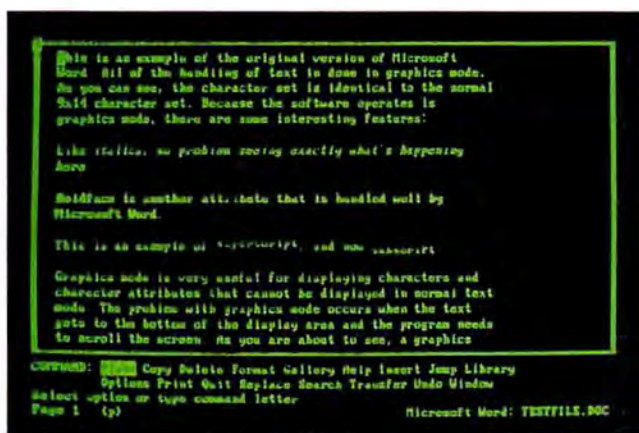 This is an example of the original version of Microsoft
Word All of the handling of text in done in graphics mode.
As you can see, the character set is identical to the normal
9x14 character set. Because the software operates is
graphics mode, there are some interesting features:
Like italics, no problem seeing exactly what's happening
here
Boldface is another attribute that is handled well by
Microsoft Word.
This is an example of superscript, and now subscript
Graphics mode is very useful for displaying characters and
character attributes that cannot be displayed in normal text
mode. The problem with graphics mode occurs when the text
gets to the bottom of the display area and the program needs
to scroll the screen. As you are about to see, a graphics
COMMAND: Copy Delete Format Gallery Help Insert Jump Library
Options Print Quit Replace Search Transfer Undo Window
Select option or type command letter
Page 1 (p) Microsoft Word: TESTFILE.DOC